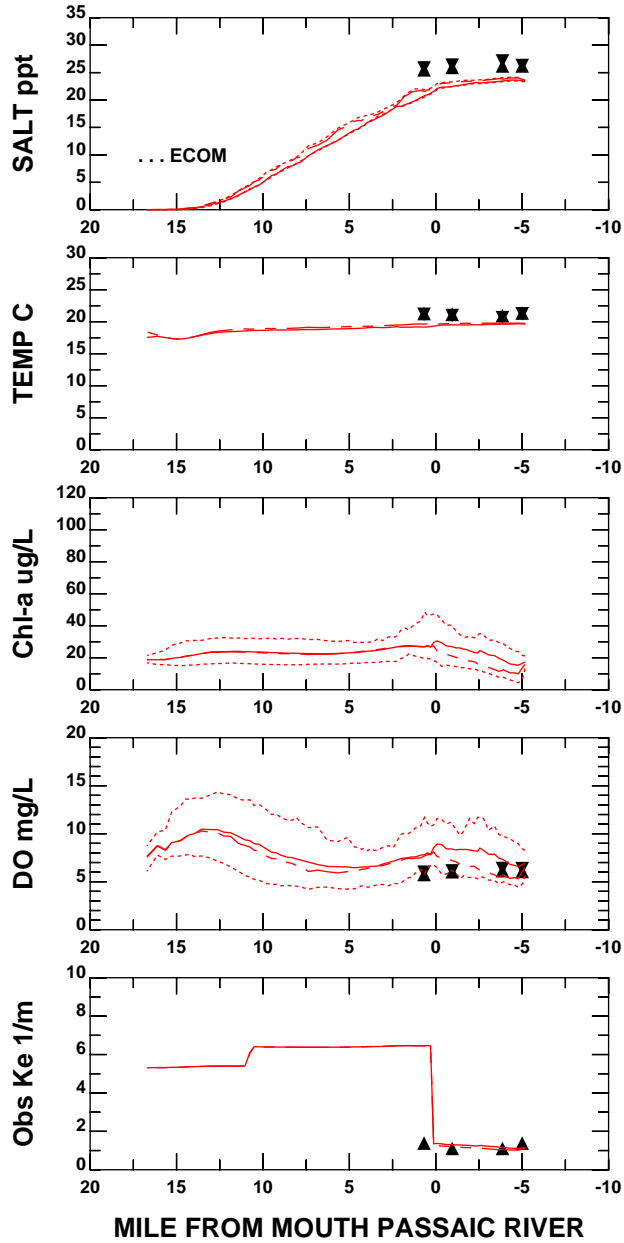 SALT ppt
35
30
25
20
15
10
5
0
. . . ECOM
20 15 10 5 0 -5 -10
TEMP C
30
25
20
15
10
5
0
20 15 10 5 0 -5 -10
Chl-a ug/L
120
100
80
60
40
20
0
20 15 10 5 0 -5 -10
DO mg/L
20
15
10
5
0
20 15 10 5 0 -5 -10
Obs Ke 1/m
10
8
6
4
2
0
20 15 10 5 0 -5 -10
MILE FROM MOUTH PASSAIC RIVER